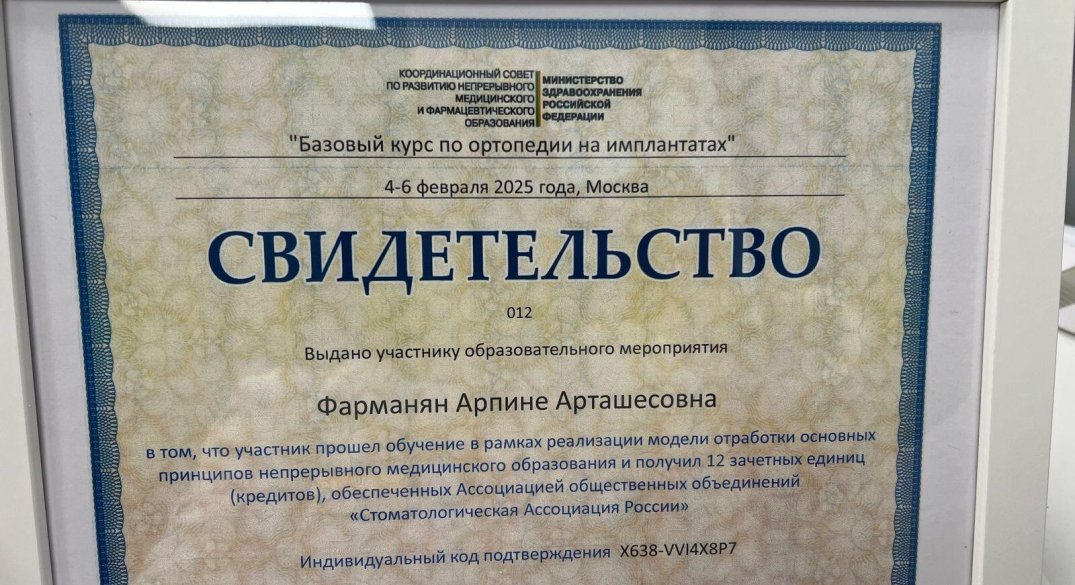 КООРДИНАЦИОННЫЙ СОВЕТ
ПО РАЗВИТИЮ НЕПРЕРЫВНОГО
МЕДИЦИНСКОГО
И ФАРМАЦЕВТИЧЕСКОГО
ОБРАЗОВАНИЯ
МИНИСТЕРСТВО
ЗДРАВООХРАНЕНИЯ
РОССИЙСКОЙ
ФЕДЕРАЦИИ
"Базовый курс по ортопедии на имплантатах"
4-6 февраля 2025 года, Москва
СВИДЕТЕЛЬСТВО
012
Выдано участнику образовательного мероприятия
Фарманян Арпине Арташесовна
в том, что участник прошел обучение в рамках реализации модели отработки основных
принципов непрерывного медицинского образования и получил 12 зачетных единиц
(кредитов), обеспеченных Ассоциацией общественных объединений
«Стоматологическая Ассоциация России»
Индивидуальный код подтверждения X638-VVI4X8P7